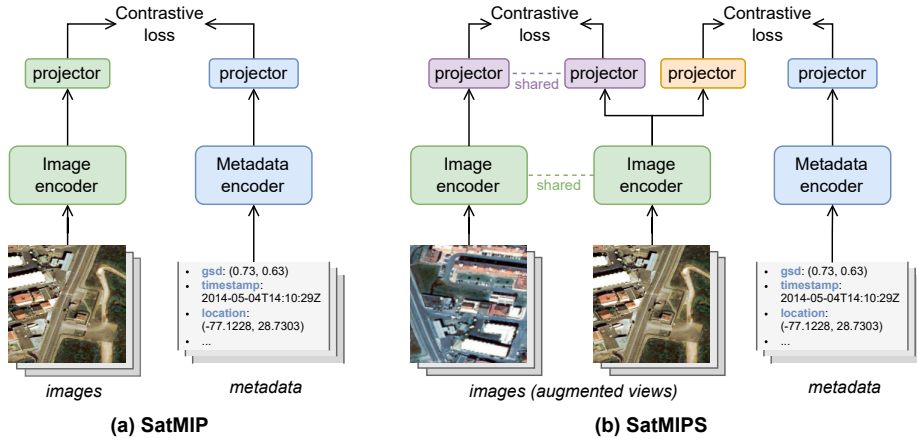 Contrastive
loss
projector
projector
Image
encoder
Metadata
encoder
• gsd: (0.73, 0.63)
• timestamp:
2014-05-04T14:10:29Z
• location:
(-77.1228, 28.7303)
• ...
images
metadata
(a) SatMIP
Contrastive
loss
Contrastive
loss
projector
shared
projector
projector
projector
Image
encoder
shared
Image
encoder
Metadata
encoder
• gsd: (0.73, 0.63)
• timestamp:
2014-05-04T14:10:29Z
• location:
(-77.1228, 28.7303)
• ...
images (augmented views)
metadata
(b) SatMIPS